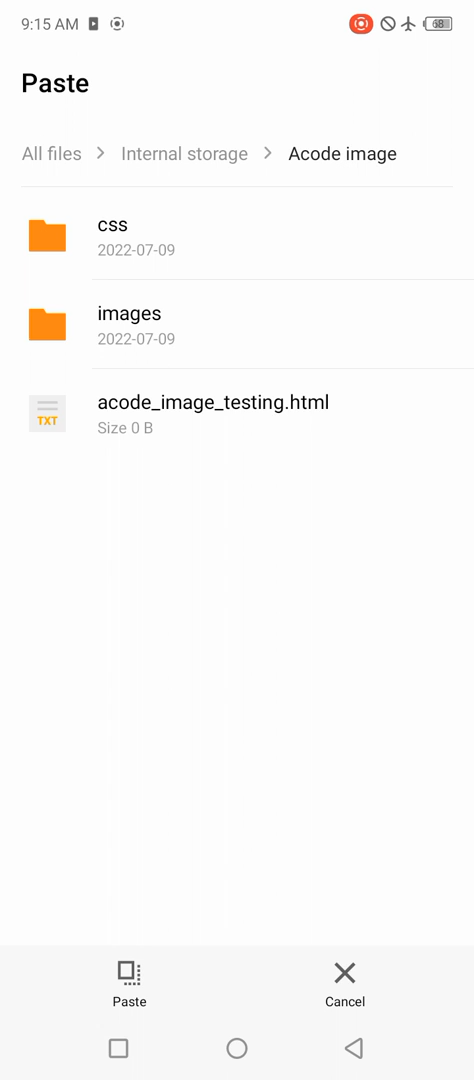 9:15 AM
68
Paste
All files > Internal storage > Acode image
css
2022-07-09
images
2022-07-09
TXT
acode_image_testing.html
Size 0 B
Paste
Cancel